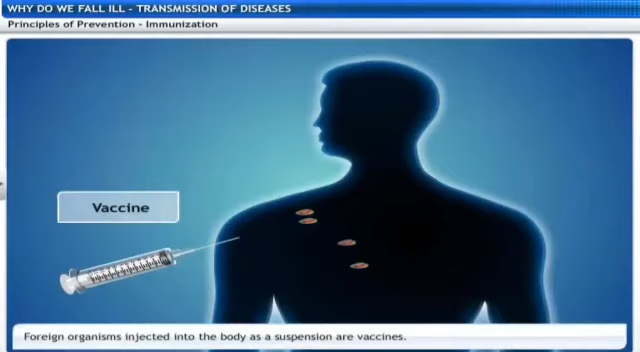 WHY DO WE FALL ILL - TRANSMISSION OF DISEASES
Principles of Prevention - Immunization
Vaccine
Foreign organisms injected into the body as a suspension are vaccines.